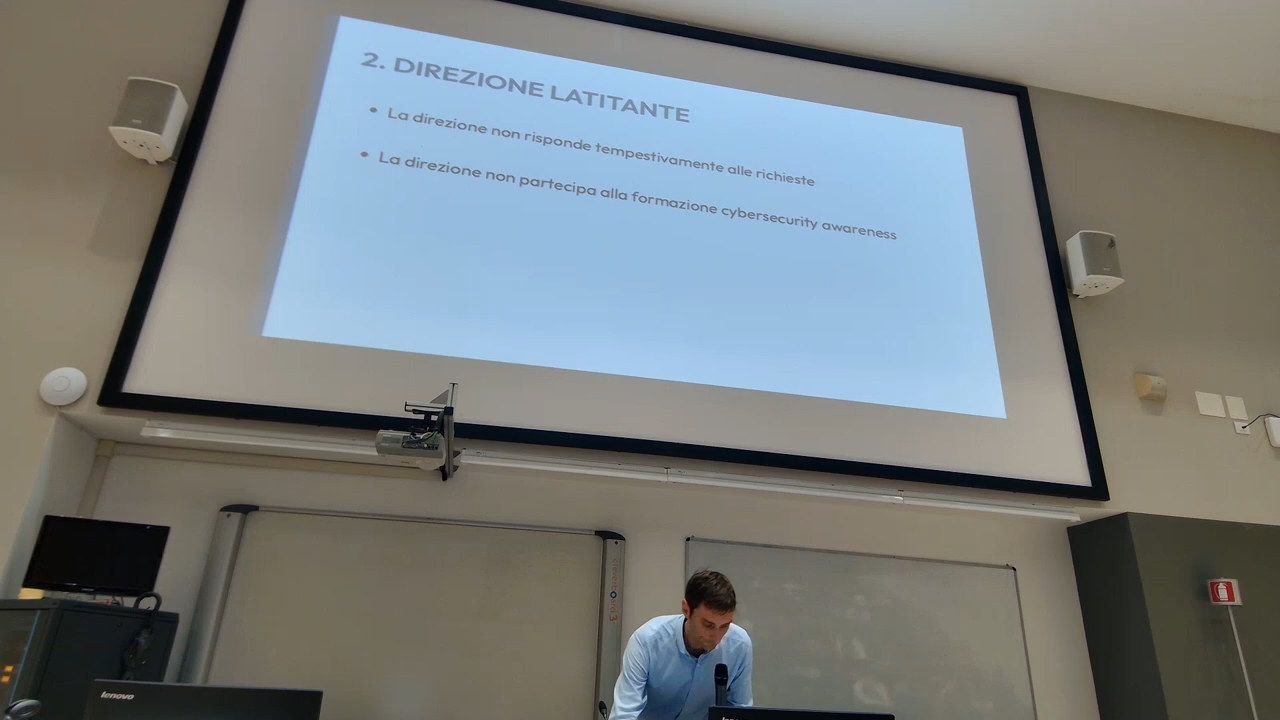 2. DIREZIONE LATITANTE
• La direzione non risponde tempestivamente alle richieste
• La direzione non partecipa alla formazione cybersecurity awareness
lenovo